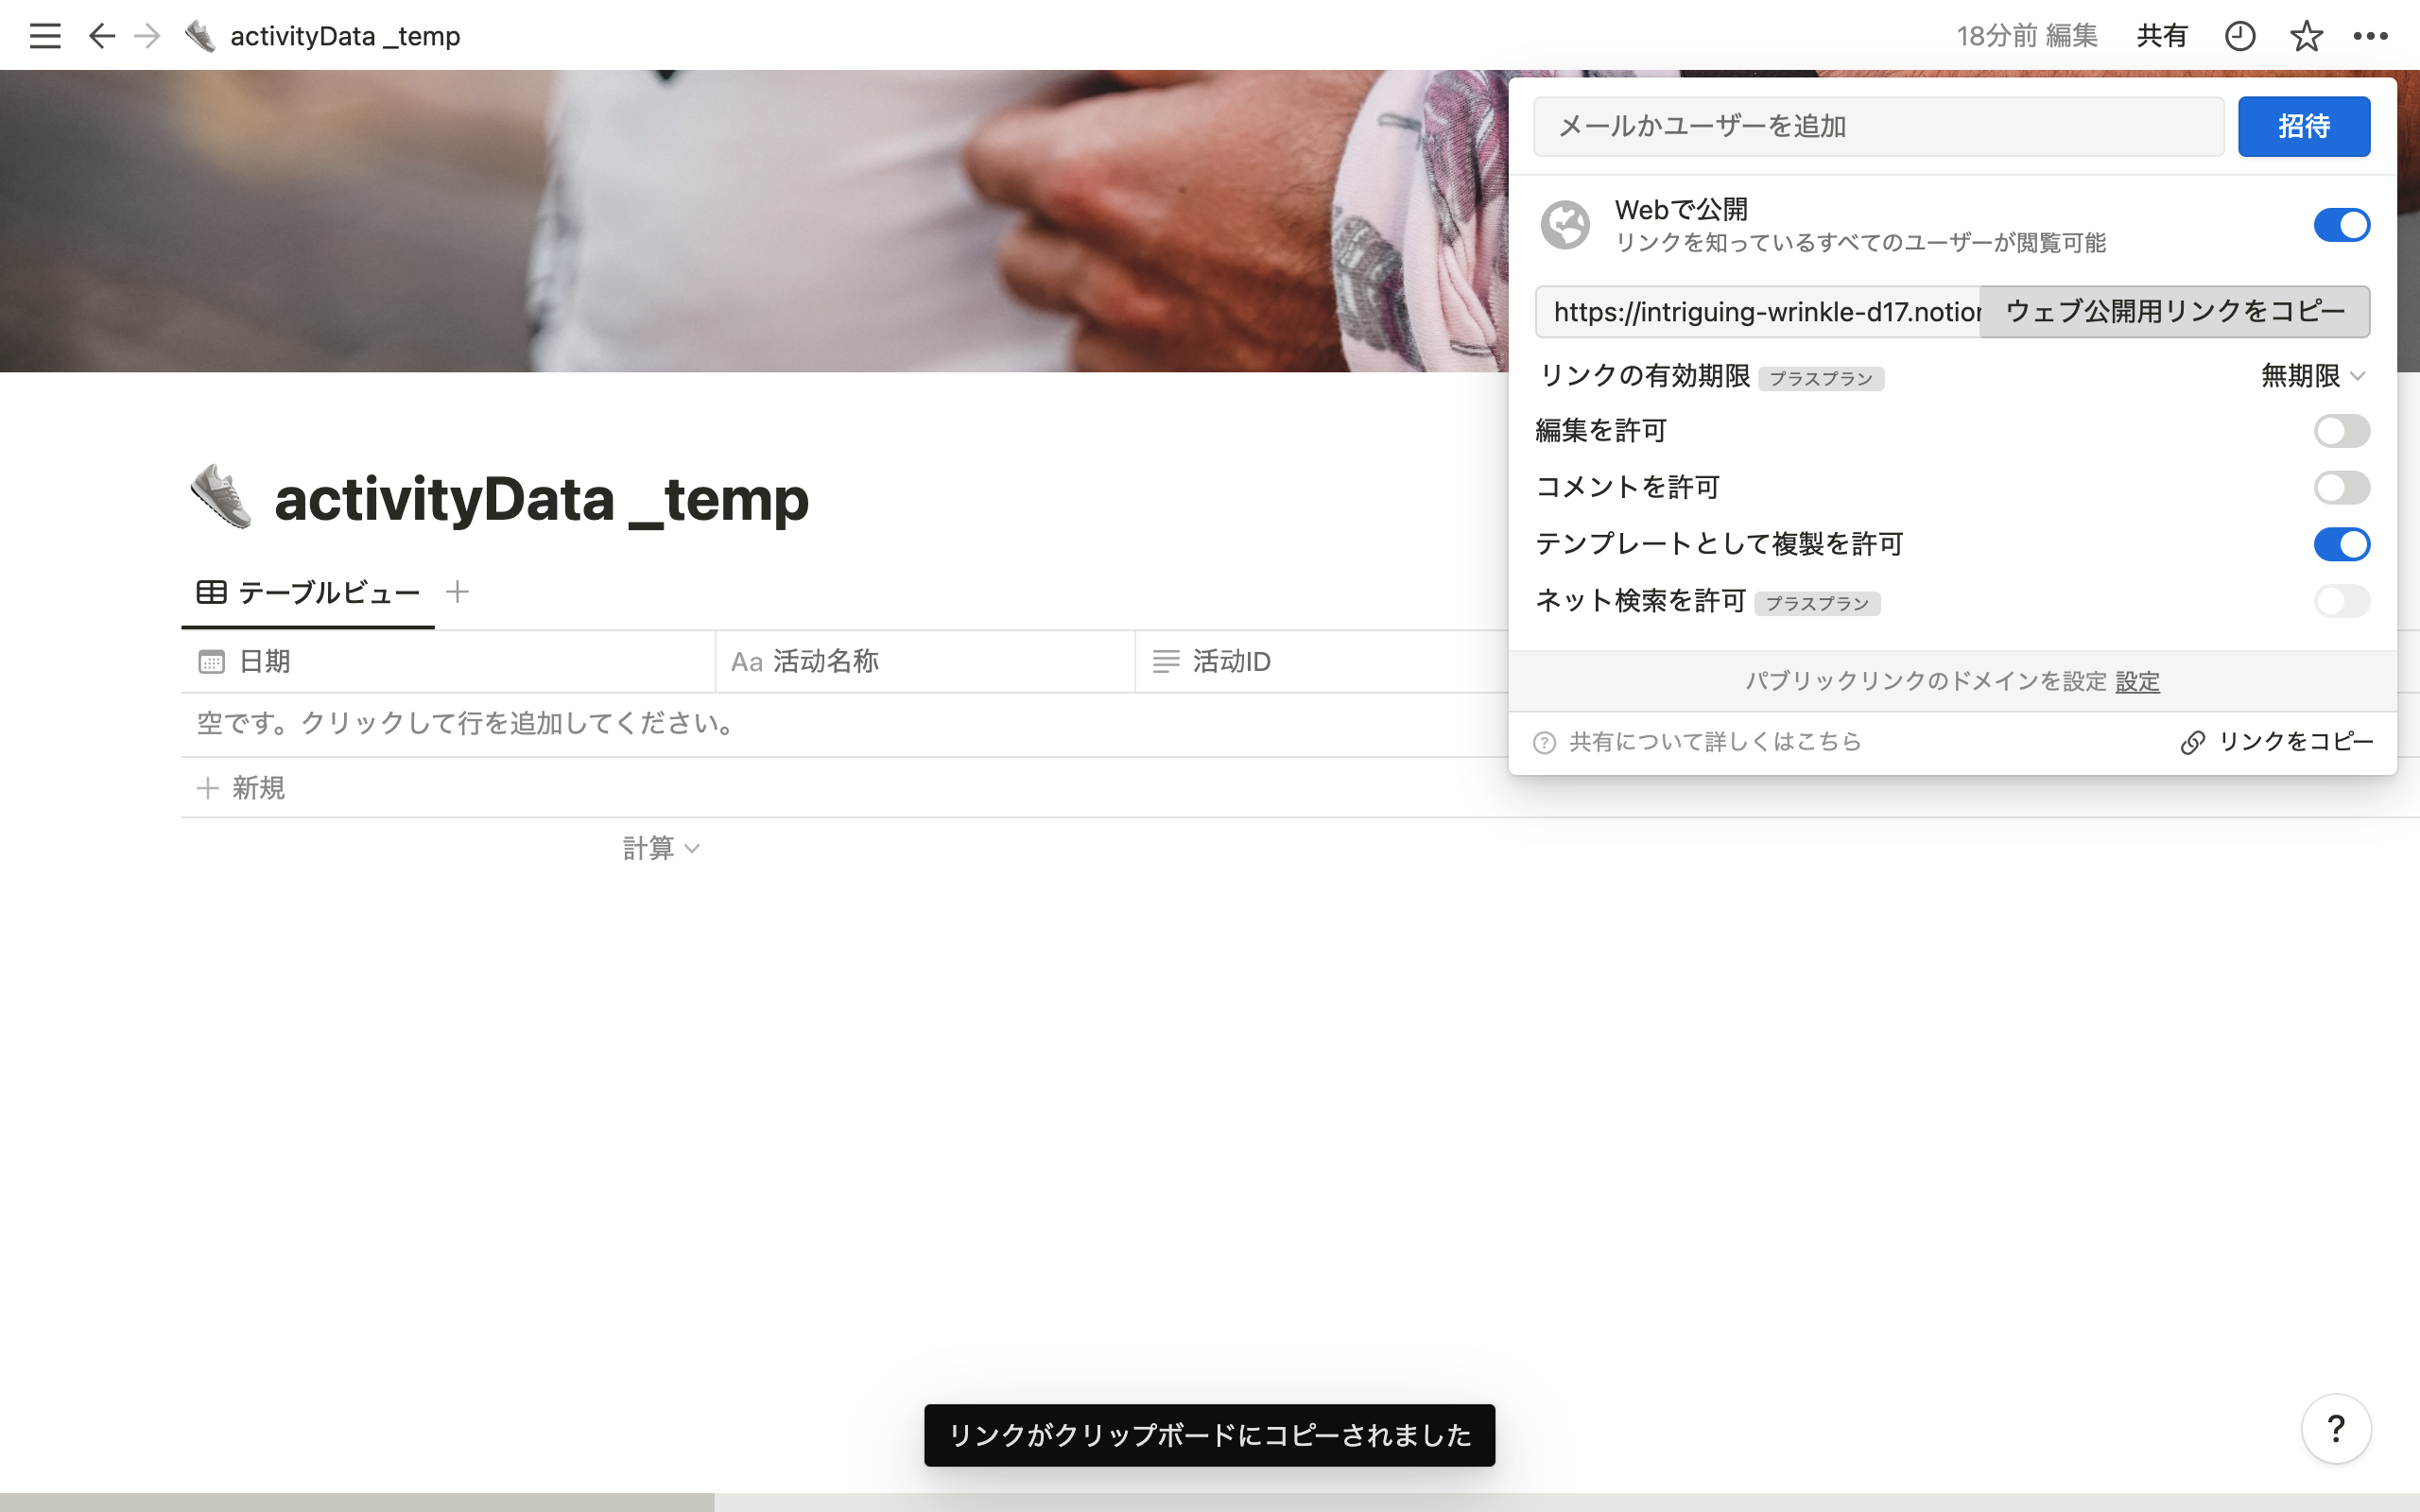 activityData _temp
18分前 編集
共有
メールかユーザーを追加
招待
Webで公開
リンクを知っているすべてのユーザーが閲覧可能
https://intriguing-wrinkle-d17.notion
ウェブ公開用リンクをコピー
リンクの有効期限 プラスプラン
無期限
編集を許可
コメントを許可
テンプレートとして複製を許可
ネット検索を許可 プラスプラン
パブリックリンクのドメインを設定 設定
共有について詳しくはこちら
リンクをコピー
activityData _temp
テーブルビュー
日期
Aa 活动名称
活动ID
空です。クリックして行を追加してください。
新規
計算
リンクがクリップボードにコピーされました
?